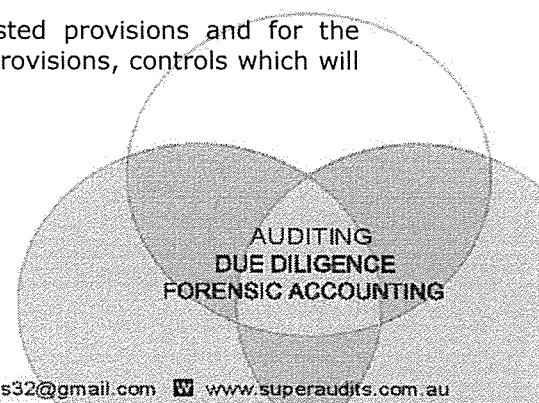 sted provisions and for the
rovisions, controls which will
AUDITING
DUE DILIGENCE
FORENSIC ACCOUNTING
s32@gmail.com W www.superaudits.com.au